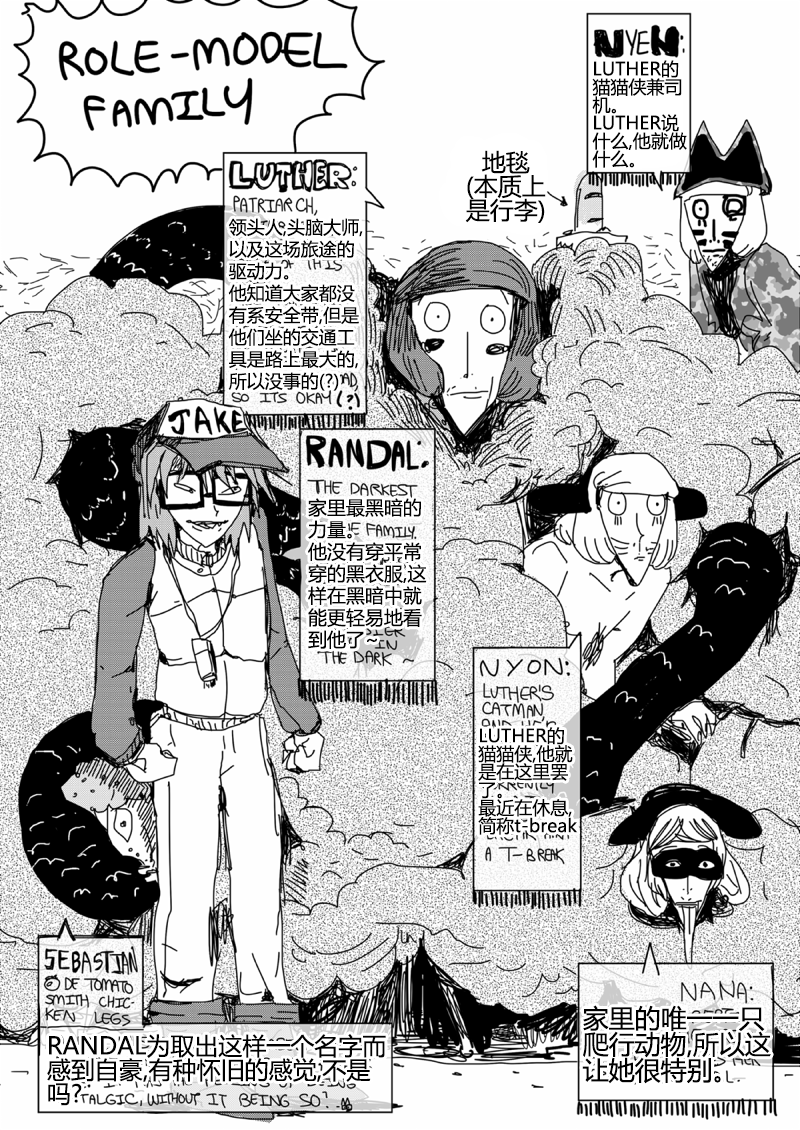 ROLE-MODEL
FAMILY
NYEN:
LUTHER的
猫猫侠兼司
机。
LUTHER说
什么,他就做
什么。
地毯
(本质上
是行李)
LUTHER:
PATRIARCH,
领头人,头脑大师,
以及这场旅途的
驱动力。
THIS
他知道大家都没
有系安全带,但是
他们坐的交通工
具是路上最大的,
所以没事的(?)
SO ITS OKAY (?)
JAKE
RANDAL:
THE DARKEST
家里最黑暗的
力量。
FAMILY.
他没有穿平常
穿的黑衣服,这
样在黑暗中就
能更轻易地看
到他了~
IN
THE DARK ~
NYON:
LUTHER'S
CATMAN
LUTHER的
猫猫侠,他就
是在这里罢
了。
最近在休息,
简称t-break
A T-BREAK
SEBASTIAN
DE TOMATO
SMITH CHIC-
KEN LEGS
RANDAL为取出这样一个名字而
感到自豪,有种怀旧的感觉,不是
吗?
TALGIC, WITHOUT IT BEING SO...
NANA:
家里的唯一一只
爬行动物,所以这
让她很特别。